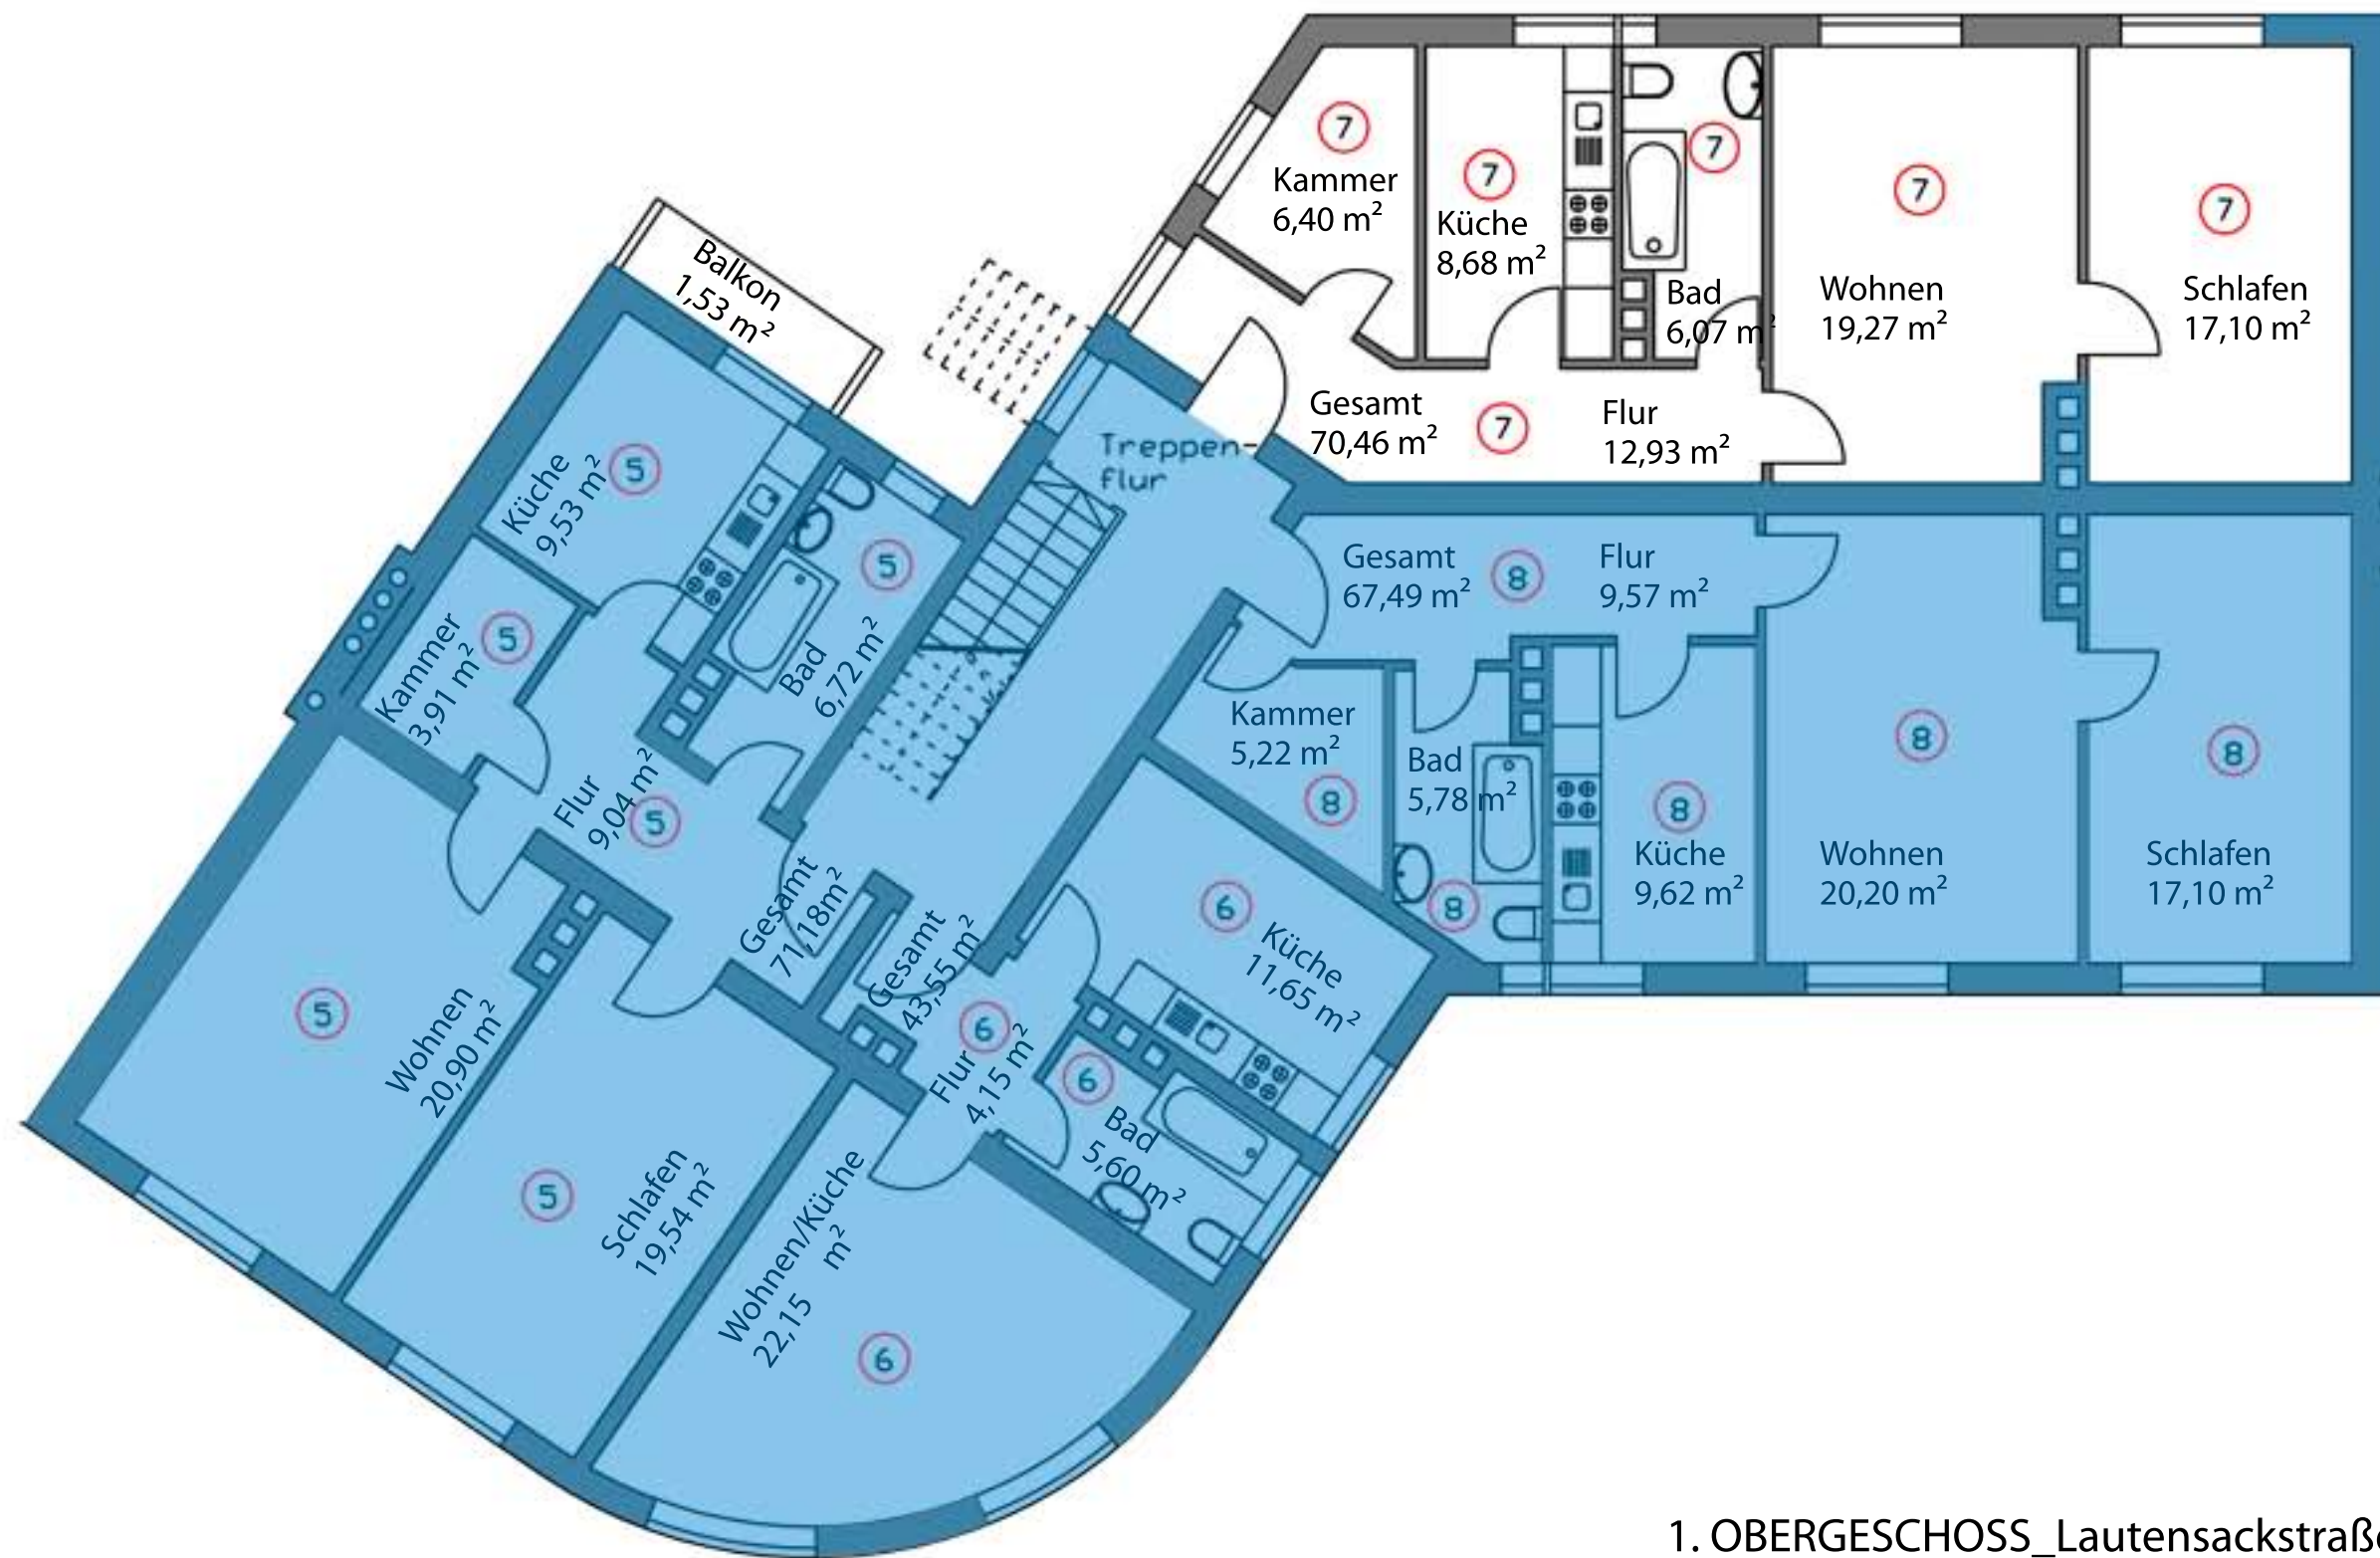 7
Kammer
6,40 m²
7
Küche
8,68 m²
7
Bad
6,07 m²
7
Wohnen
19,27 m²
7
Schlafen
17,10 m²
Gesamt
70,46 m²
7
Flur
12,93 m²
Balkon
1,53 m²
Treppen-
flur
5
Küche
9,53 m²
5
Kammer
3,91 m²
5
Bad
6,72 m²
Flur
9,04 m²
5
Gesamt
71,18m²
5
Wohnen
20,90 m²
5
Schlafen
19,54 m²
Gesamt
67,49 m²
8
Flur
9,57 m²
Kammer
5,22 m²
8
Bad
5,78 m²
8
8
Küche
9,62 m²
8
Wohnen
20,20 m²
8
Schlafen
17,10 m²
6
Küche
11,65 m²
Gesamt
43,55 m²
6
Flur
4,15 m²
6
Bad
5,60 m²
Wohnen/Küche
22,15 m²
6
1. OBERGESCHOSS_Lautensackstraße